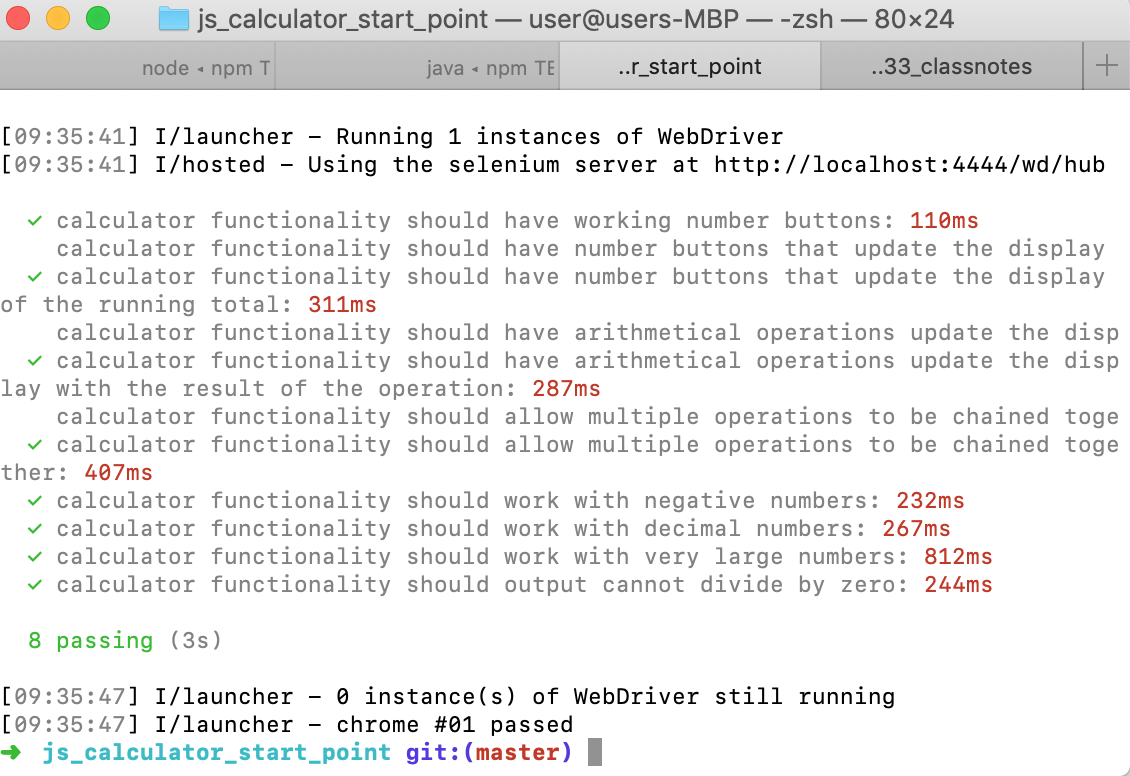 js_calculator_start_point — user@users-MBP — -zsh — 80×24
node ◂ npm T
java ◂ npm TE
..r_start_point
..33_classnotes
[09:35:41] I/launcher – Running 1 instances of WebDriver
[09:35:41] I/hosted – Using the selenium server at http://localhost:4444/wd/hub
✓ calculator functionality should have working number buttons: 110ms
calculator functionality should have number buttons that update the display
✓ calculator functionality should have number buttons that update the display
of the running total: 311ms
calculator functionality should have arithmetical operations update the disp
✓ calculator functionality should have arithmetical operations update the disp
lay with the result of the operation: 287ms
calculator functionality should allow multiple operations to be chained toge
✓ calculator functionality should allow multiple operations to be chained toge
ther: 407ms
✓ calculator functionality should work with negative numbers: 232ms
✓ calculator functionality should work with decimal numbers: 267ms
✓ calculator functionality should work with very large numbers: 812ms
✓ calculator functionality should output cannot divide by zero: 244ms
8 passing (3s)
[09:35:47] I/launcher – 0 instance(s) of WebDriver still running
[09:35:47] I/launcher – chrome #01 passed
➜ js_calculator_start_point git:(master)